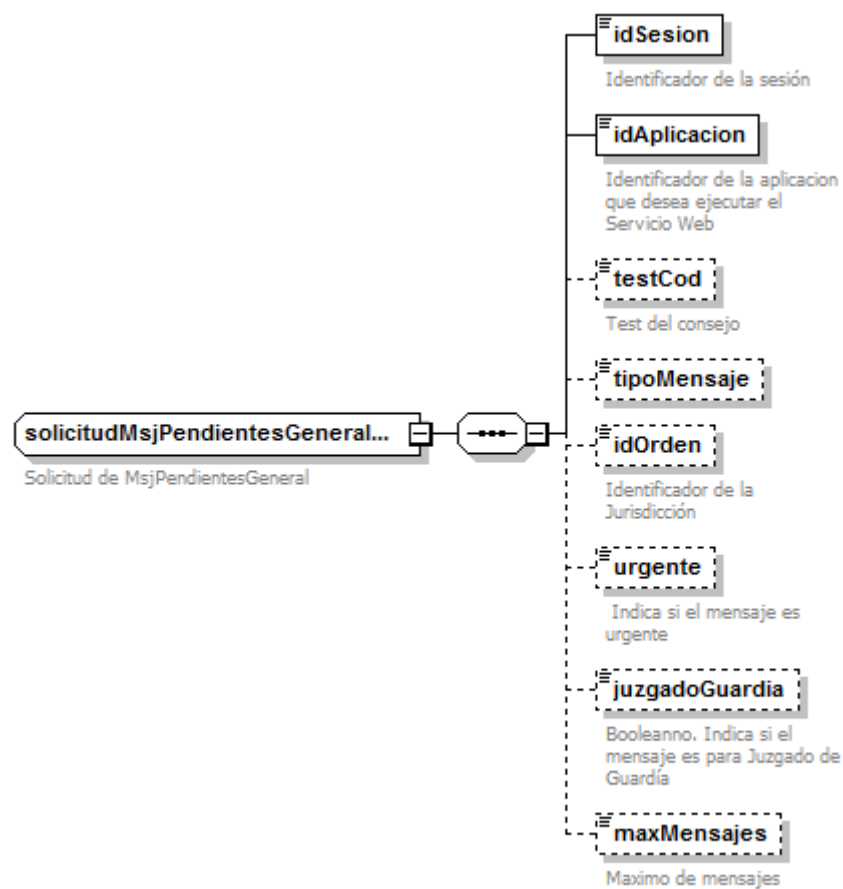 idSesion
Identificador de la sesión
idAplicacion
Identificador de la aplicacion
que desea ejecutar el
Servicio Web
testCod
Test del consejo
tipoMensaje
solicitudMsjPendientesGeneral...
Solicitud de MsjPendientesGeneral
idOrden
Identificador de la
Jurisdicción
urgente
Indica si el mensaje es
urgente
juzgadoGuardia
Booleanno. Indica si el
mensaje es para Juzgado de
Guardía
maxMensajes
Maximo de mensajes